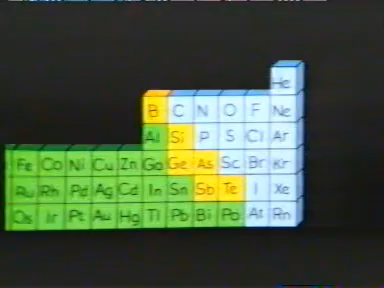 He
B C N O F Ne
Al Si P S Cl Ar
Fe Co Ni Cu Zn Ga Ge As Sc Br Kr
Ru Rh Pd Ag Cd In Sn Sb Te I Xe
Os Ir Pt Au Hg Tl Pb Bi Po At Rn